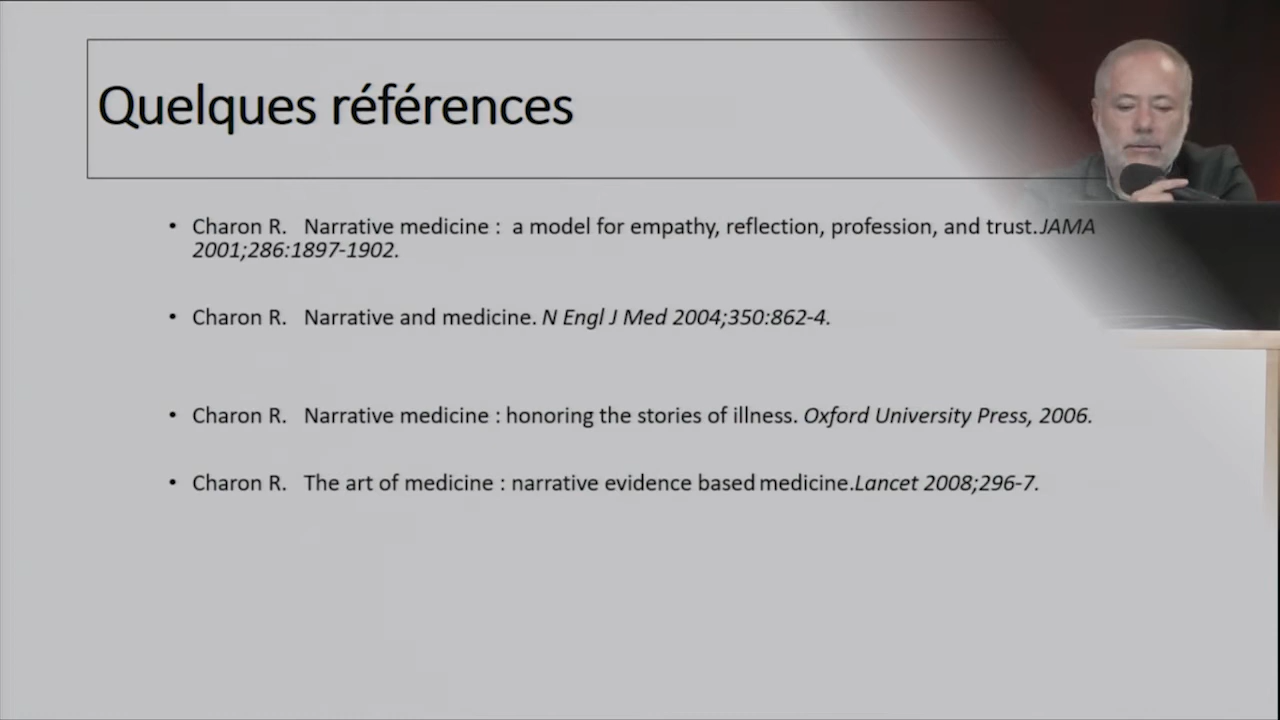 Quelques références
• Charon R. Narrative medicine : a model for empathy, reflection, profession, and trust.JAMA
2001;286:1897-1902.
• Charon R. Narrative and medicine. N Engl J Med 2004;350:862-4.
• Charon R. Narrative medicine : honoring the stories of illness. Oxford University Press, 2006.
• Charon R. The art of medicine : narrative evidence based medicine.Lancet 2008;296-7.